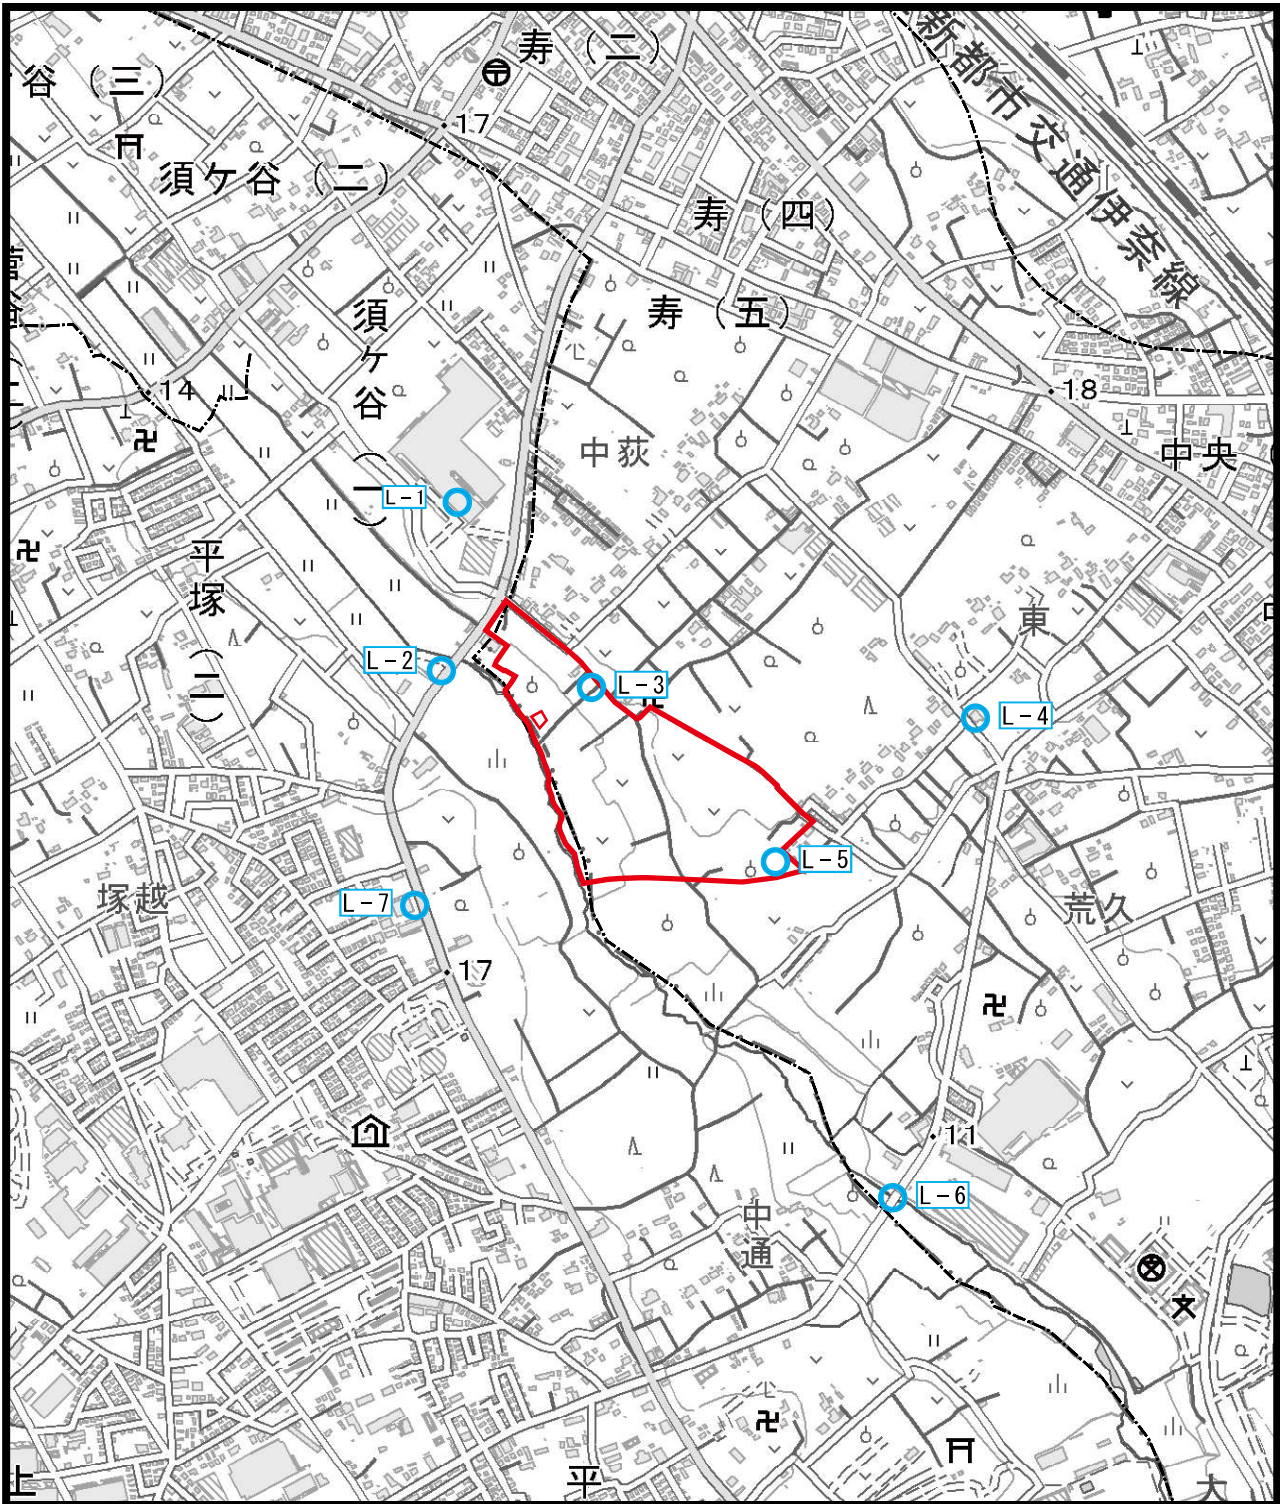 寿（二）
谷（三）
17
須ケ谷（二）
新都市交通伊奈線
寿（四）
寿（五）
須ケ谷（一）
14
18
中荻
中央
L-1
平塚（二）
東
L-2
L-3
L-4
L-5
塚越
L-7
荒久
17
11
L-6
中通
上
平